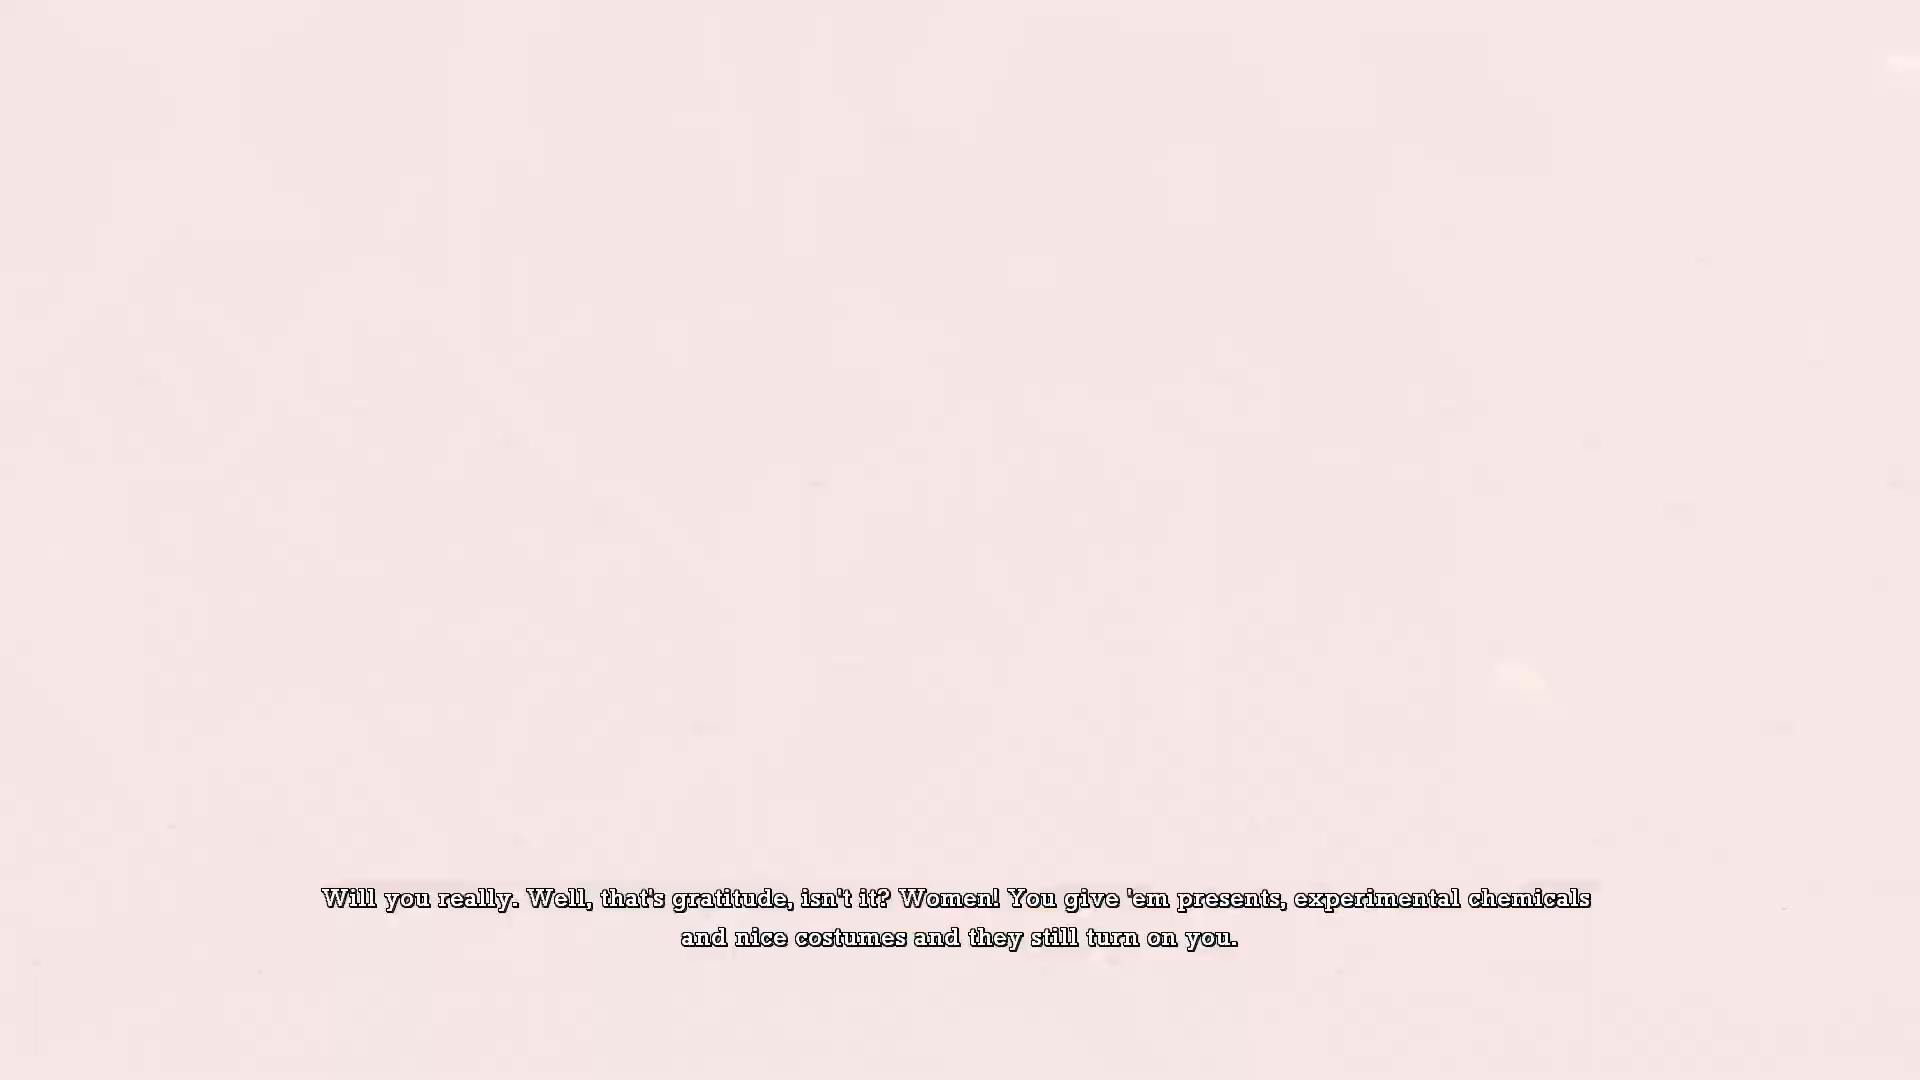 Will you really. Well, that's gratitude, isn't it? Women! You give 'em presents, experimental chemicals
and nice costumes and they still turn on you.